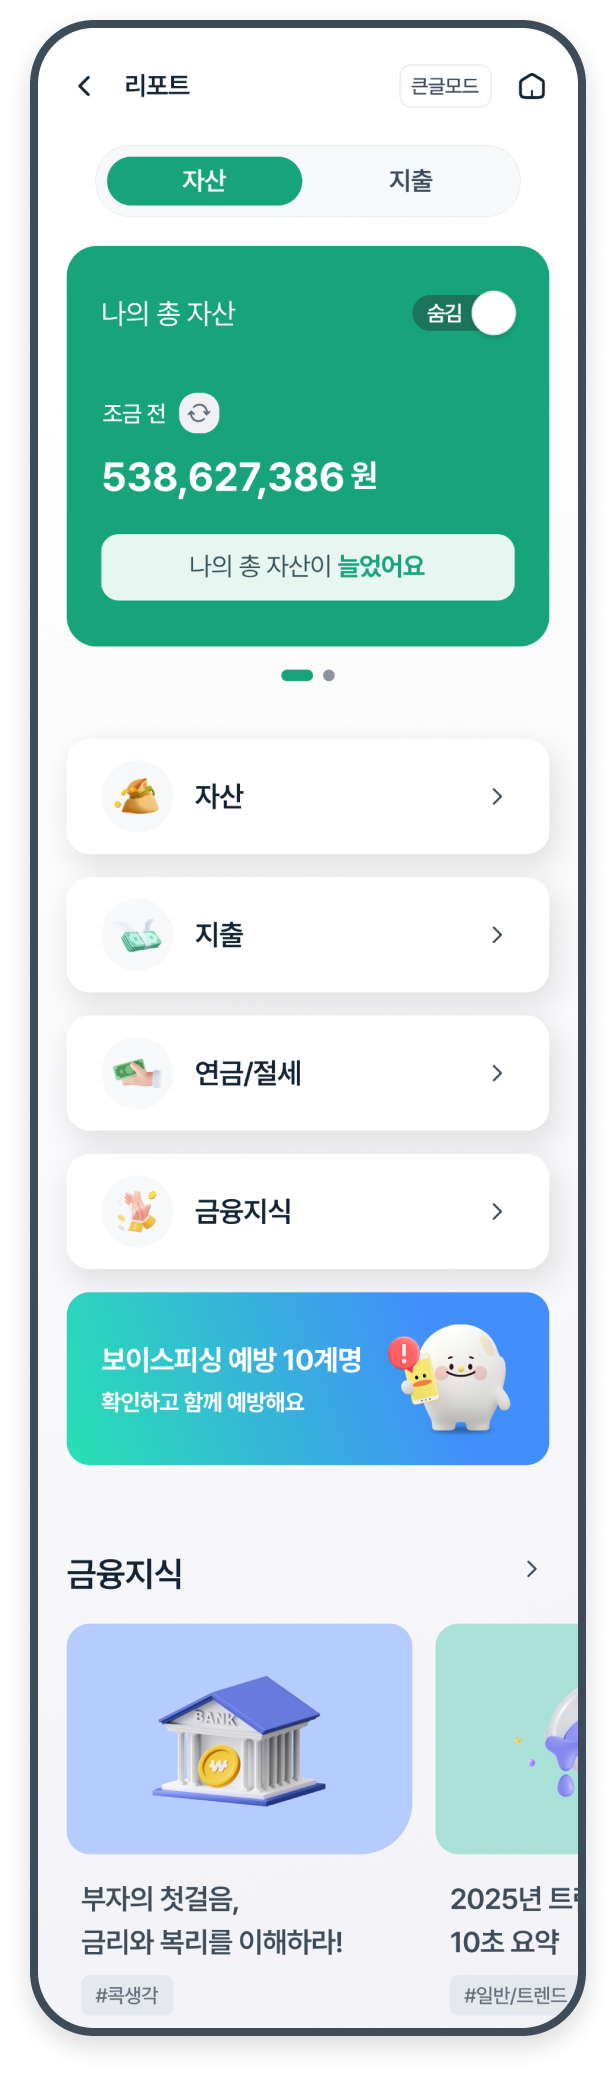 리포트
큰글모드
자산
지출
나의 총 자산
숨김
조금 전
538,627,386 원
나의 총 자산이 늘었어요
자산
지출
연금/절세
금융지식
보이스피싱 예방 10계명
확인하고 함께 예방해요
금융지식
BANK
부자의 첫걸음,
금리와 복리를 이해하라!
#콕생각
2025년
10초 요약
#일반/트렌드